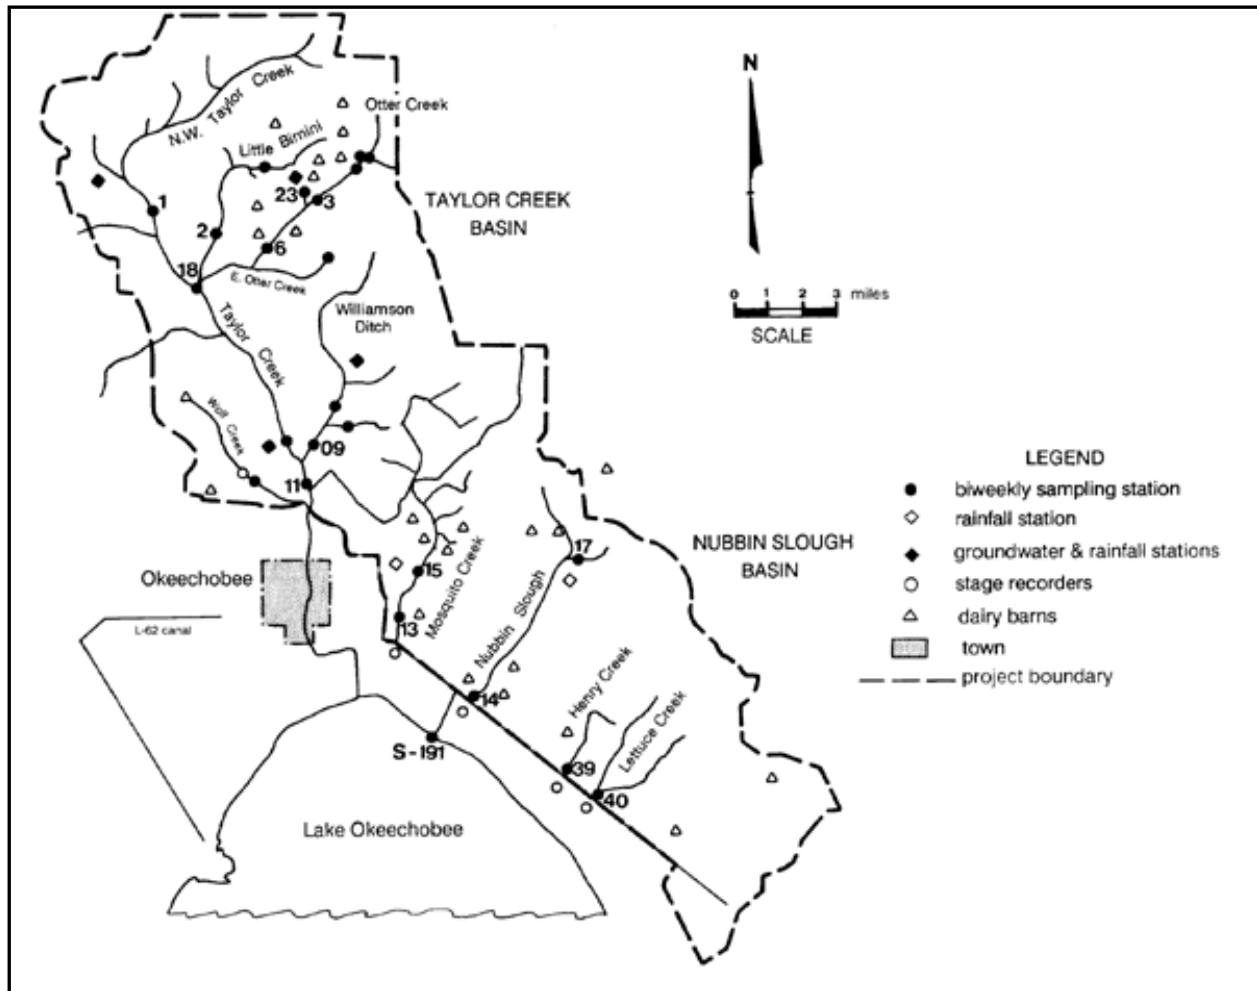 N.W. Taylor Creek
Otter Creek
Little Bimini
N
23
3
1
2
TAYLOR CREEK
BASIN
6
18
E. Otter Creek
0 1 2 3 miles
SCALE
Williamson
Ditch
Taylor Creek
Wolf Creek
09
11
LEGEND
biweekly sampling station
rainfall station
groundwater & rainfall stations
stage recorders
dairy barns
town
project boundary
17
NUBBIN SLOUGH
BASIN
Okeechobee
15
Mosquito Creek
13
L-62 canal
Nubbin Slough
14
Henry Creek
Lettuce Creek
S-191
39
40
Lake Okeechobee